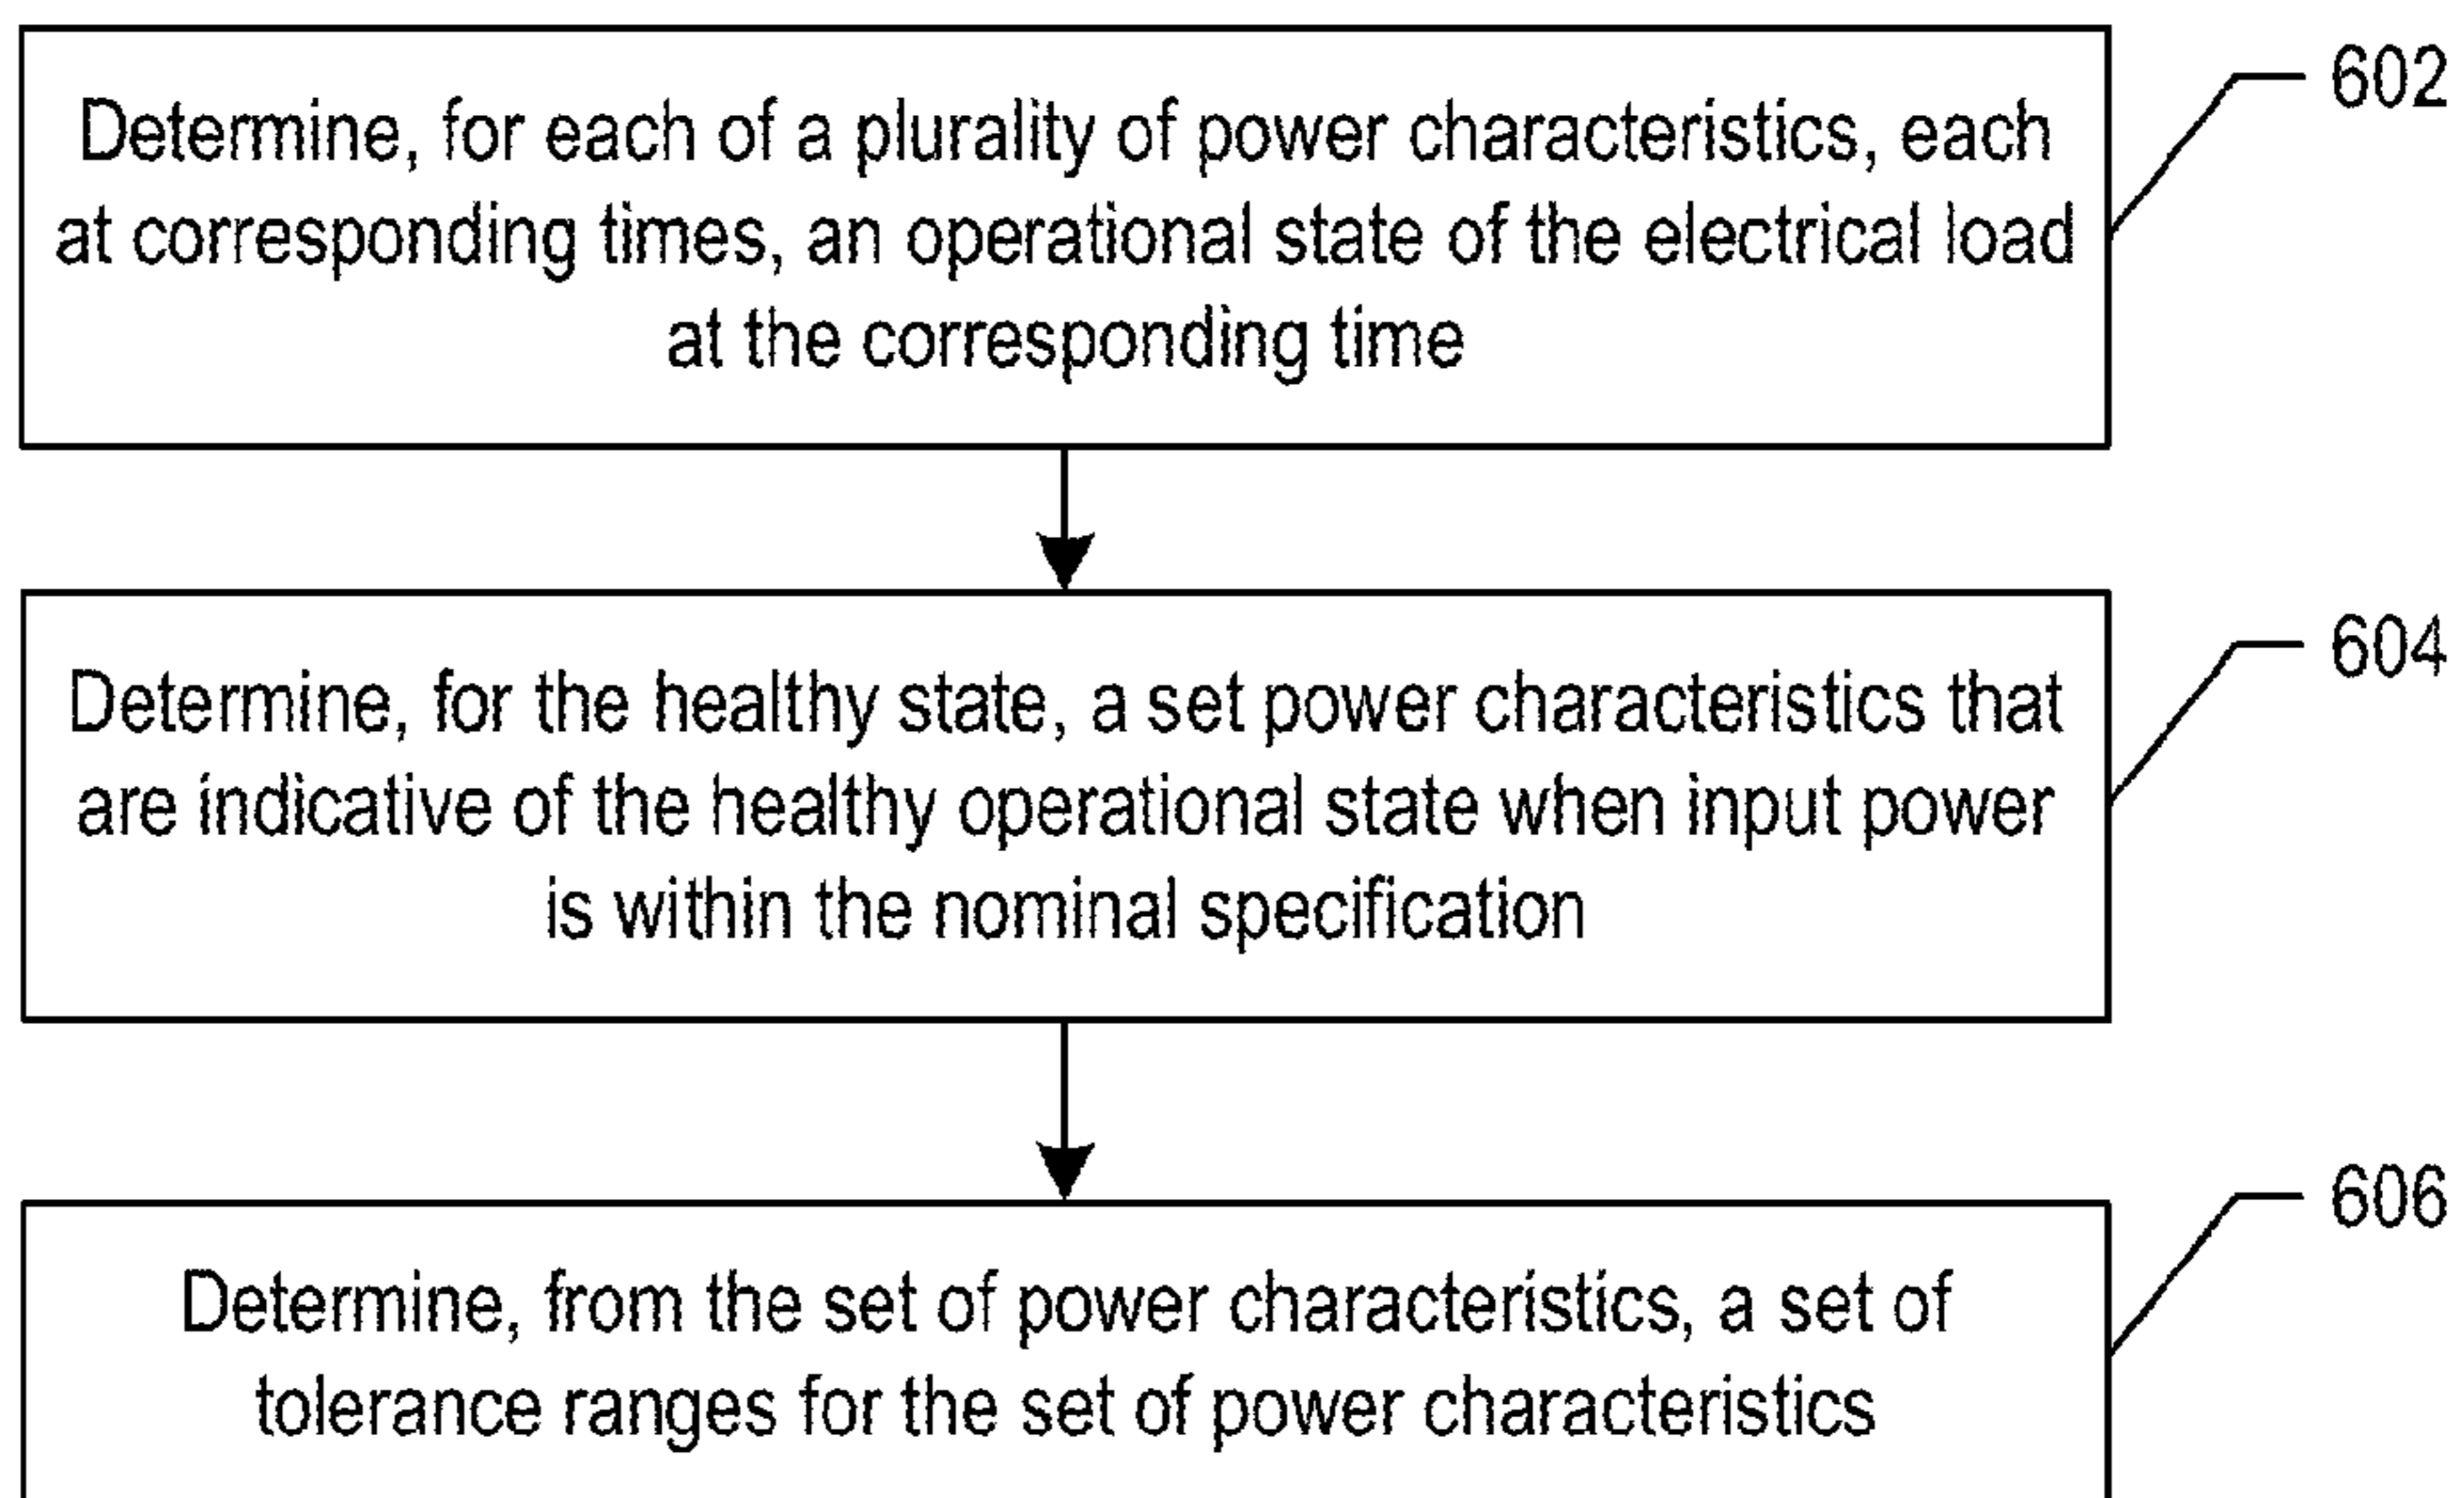 Determine, for each of a plurality of power characteristics, each
at corresponding times, an operational state of the electrical load
at the corresponding time
602
Determine, for the healthy state, a set power characteristics that
are indicative of the healthy operational state when input power
is within the nominal specification
604
Determine, from the set of power characteristics, a set of
tolerance ranges for the set of power characteristics
606